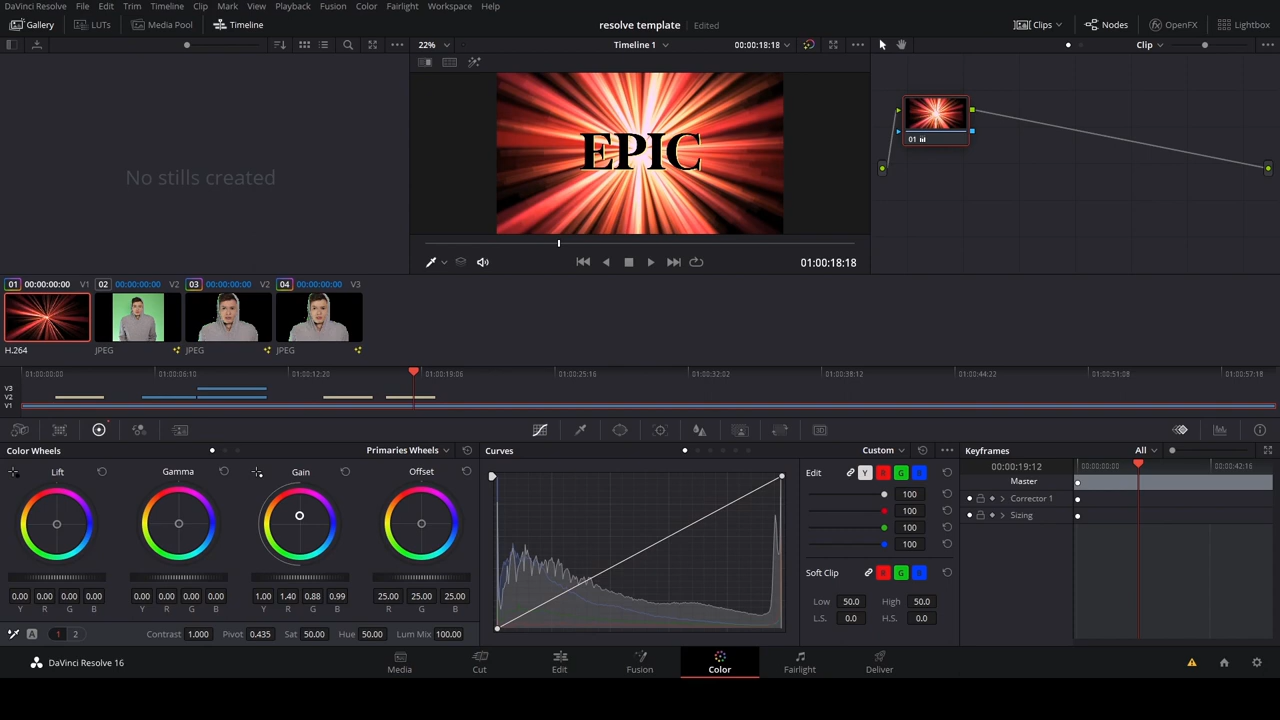 DaVinci Resolve File Edit Trim Timeline Clip Mark View Playback Fusion Color Fairlight Workspace Help
Gallery LUTs Media Pool Timeline resolve template Edited Clips Nodes OpenFX Lightbox
22% Timeline 1 00:00:18:18 Clip
EPIC
01
No stills created
01:00:18:18
01 00:00:00:00 V1 02 00:00:00:00 V2 03 00:00:00:00 V2 04 00:00:00:00 V3
H.264 JPEG JPEG JPEG
01:00:00:00 01:00:06:10 01:00:12:20 01:00:19:06 01:00:25:16 01:00:32:02 01:00:38:12 01:00:44:22 01:00:51:08 01:00:57:18
V3
V2
V1
3D
Color Wheels Primaries Wheels Curves Custom Keyframes All
Lift Gamma Gain Offset Edit Y R G B 00:00:19:12 00:00:00:00 00:00:42:16
Master
100 Corrector 1
100 Sizing
100
100
Soft Clip R G B
0.00 0.00 0.00 0.00 0.00 0.00 0.00 0.00 1.00 1.40 0.88 0.99 25.00 25.00 25.00 Low 50.0 High 50.0
Y R G B Y R G B Y R G B R G B L.S. 0.0 H.S. 0.0
A 1 2 Contrast 1.000 Pivot 0.435 Sat 50.00 Hue 50.00 Lum Mix 100.00
DaVinci Resolve 16 Media Cut Edit Fusion Color Fairlight Deliver